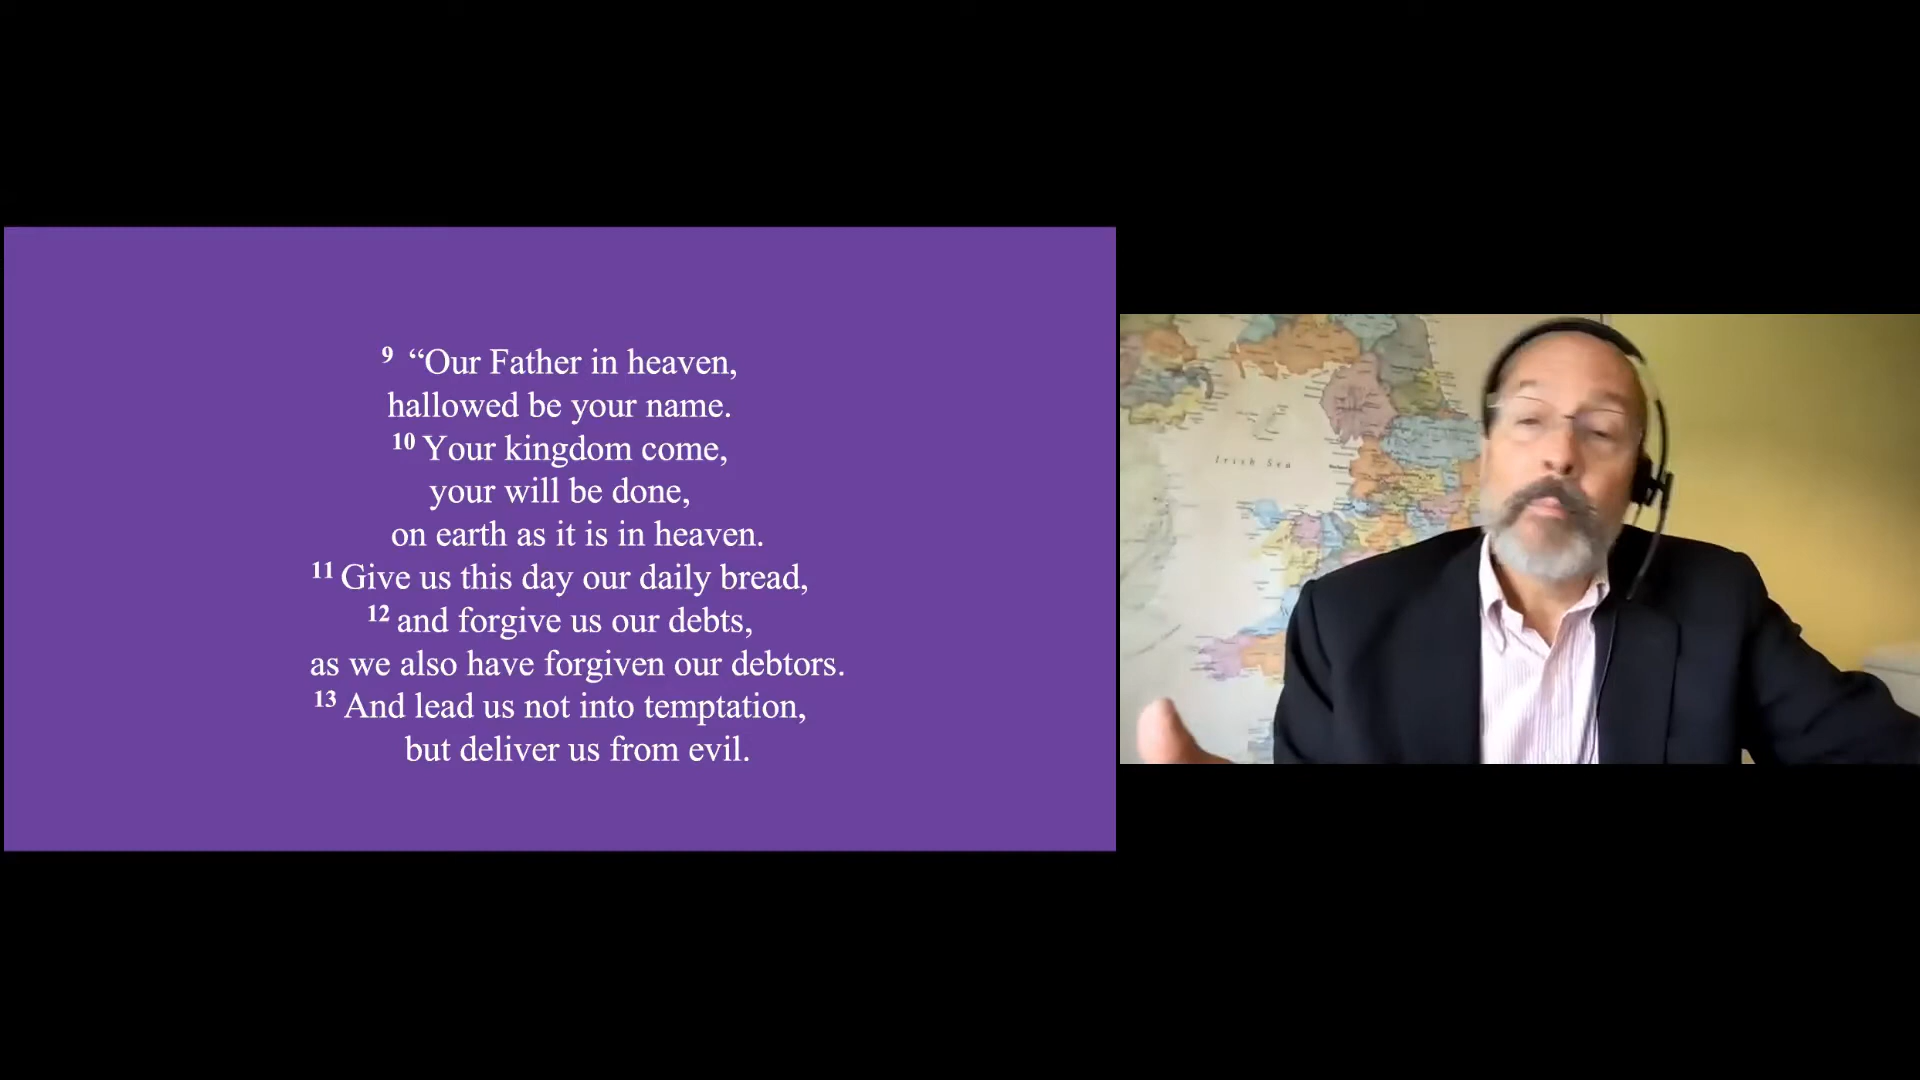 9 “Our Father in heaven,
hallowed be your name.
10 Your kingdom come,
your will be done,
on earth as it is in heaven.
11 Give us this day our daily bread,
12 and forgive us our debts,
as we also have forgiven our debtors.
13 And lead us not into temptation,
but deliver us from evil.
Irish Sea